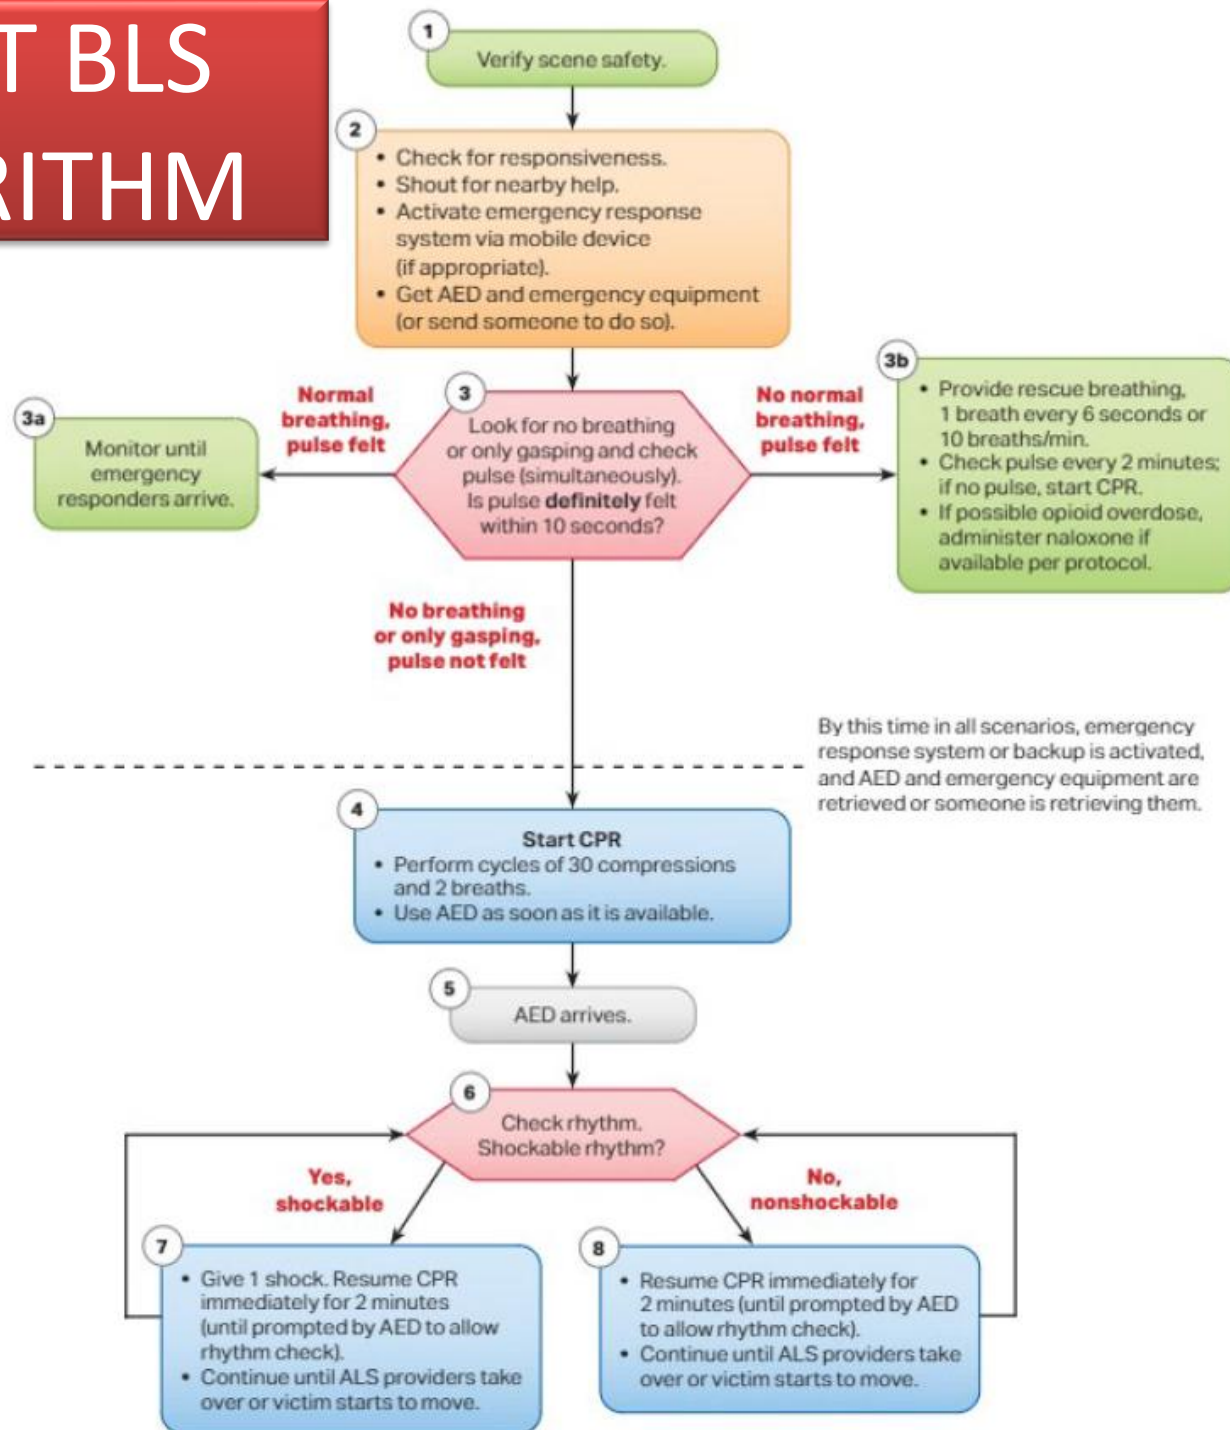 T BLS
RITHM
1
Verify scene safety.
2
• Check for responsiveness.
• Shout for nearby help.
• Activate emergency response
system via mobile device
(if appropriate).
• Get AED and emergency equipment
(or send someone to do so).
3a
Monitor until
emergency
responders arrive.
Normal
breathing,
pulse felt
3
Look for no breathing
or only gasping and check
pulse (simultaneously).
Is pulse definitely felt
within 10 seconds?
No normal
breathing,
pulse felt
3b
• Provide rescue breathing,
1 breath every 6 seconds or
10 breaths/min.
• Check pulse every 2 minutes;
if no pulse, start CPR.
• If possible opioid overdose,
administer naloxone if
available per protocol.
No breathing
or only gasping,
pulse not felt
By this time in all scenarios, emergency
response system or backup is activated,
and AED and emergency equipment are
retrieved or someone is retrieving them.
4
Start CPR
• Perform cycles of 30 compressions
and 2 breaths.
• Use AED as soon as it is available.
5
AED arrives.
6
Check rhythm.
Shockable rhythm?
Yes,
shockable
No,
nonshockable
7
• Give 1 shock. Resume CPR
immediately for 2 minutes
(until prompted by AED to allow
rhythm check).
• Continue until ALS providers take
over or victim starts to move.
8
• Resume CPR immediately for
2 minutes (until prompted by AED
to allow rhythm check).
• Continue until ALS providers take
over or victim starts to move.